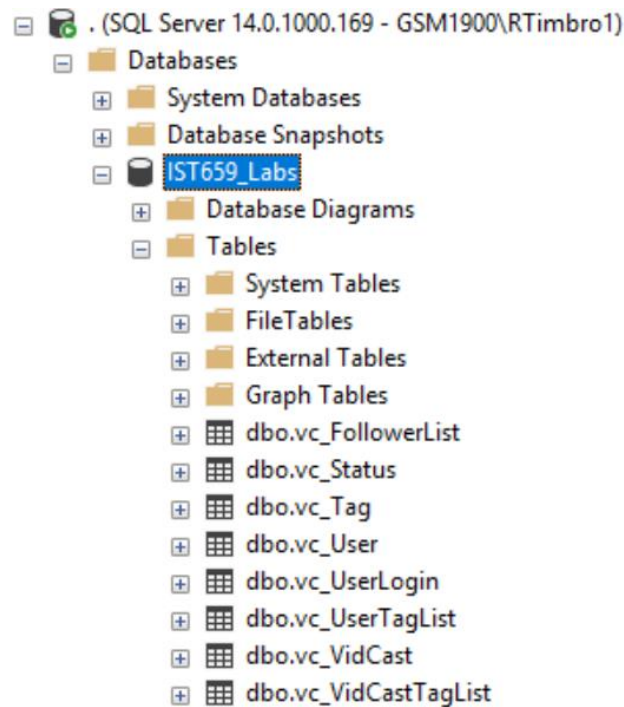 . (SQL Server 14.0.1000.169 - GSM1900\RTimbro1)
Databases
System Databases
Database Snapshots
IST659_Labs
Database Diagrams
Tables
System Tables
FileTables
External Tables
Graph Tables
dbo.vc_FollowerList
dbo.vc_Status
dbo.vc_Tag
dbo.vc_User
dbo.vc_UserLogin
dbo.vc_UserTagList
dbo.vc_VidCast
dbo.vc_VidCastTagList